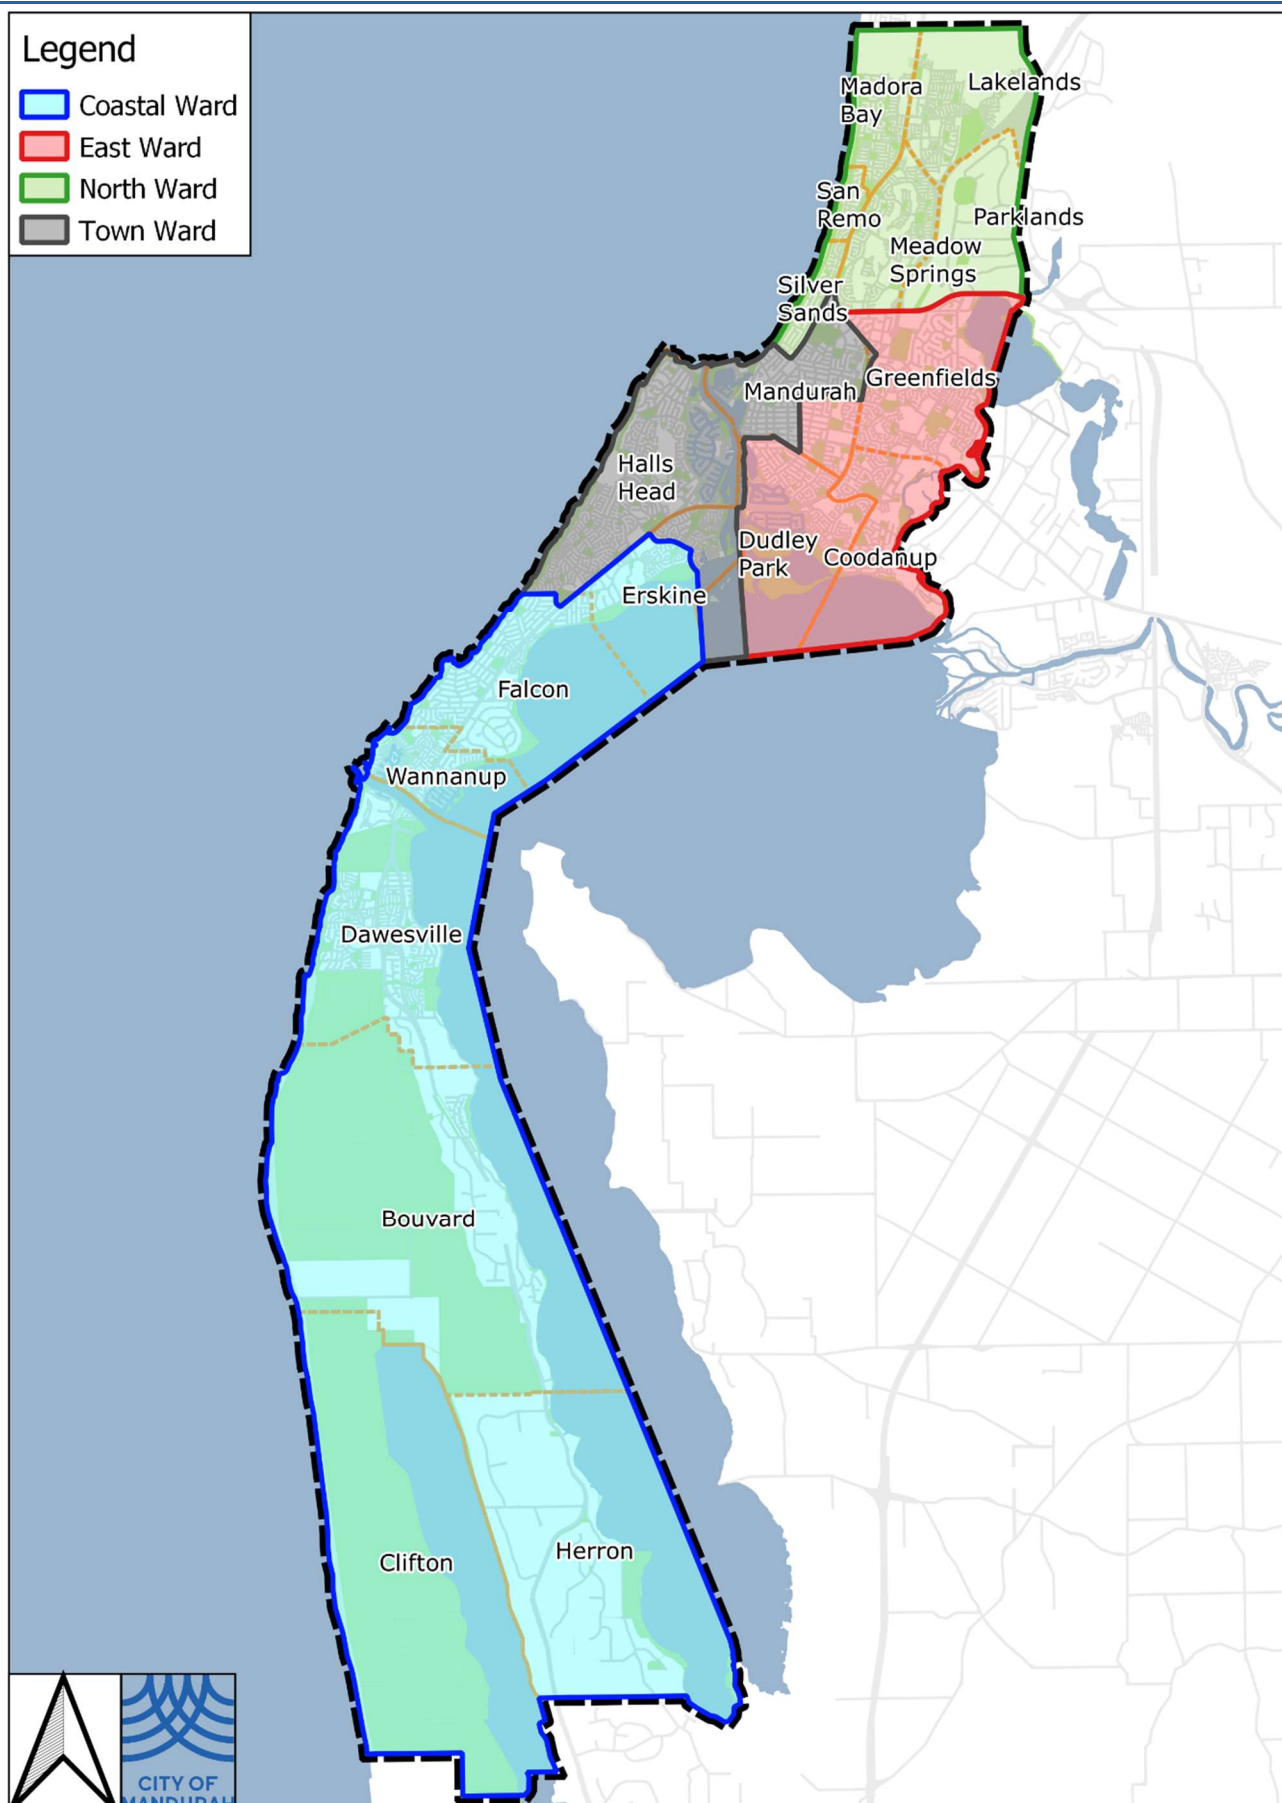 Legend
Coastal Ward
East Ward
North Ward
Town Ward
Madora
Bay
Lakelands
San
Remo
Parklands
Meadow
Springs
Silver
Sands
Greenfields
Mandurah
Halls
Head
Dudley
Park
Coodanup
Erskine
Falcon
Wannanup
Dawesville
Bouvard
Clifton
Herron
CITY OF
MANDURAH